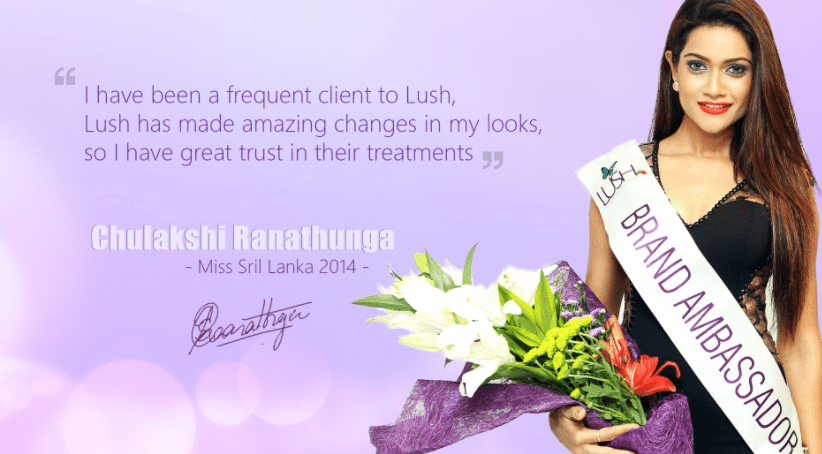 “ I have been a frequent client to Lush,
Lush has made amazing changes in my looks,
so I have great trust in their treatments ”
Chulakshi Ranathunga
- Miss Sril Lanka 2014 -
LUSH
BRAND AMBASSADOR